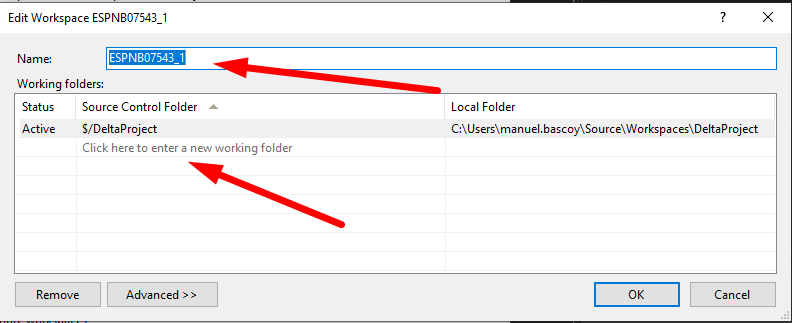 Edit Workspace ESPNB07543_1
Name: ESPNB07543_1
Working folders:
Status Source Control Folder Local Folder
Active $/DeltaProject C:\Users\manuel.bascoy\Source\Workspaces\DeltaProject
Click here to enter a new working folder
Remove Advanced >> OK Cancel